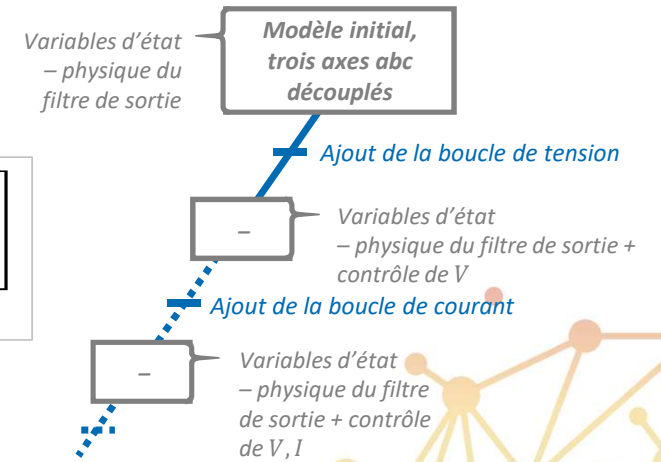 Variables d'état
– physique du
filtre de sortie
Modèle initial,
trois axes abc
découplés
Ajout de la boucle de tension
–
Variables d'état
– physique du filtre de sortie +
contrôle de V
Ajout de la boucle de courant
–
Variables d'état
– physique du filtre
de sortie + contrôle
de V, I